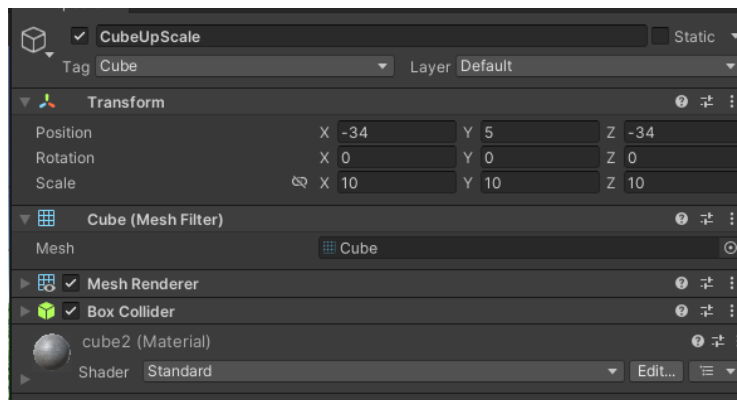 CubeUpScale Static
Tag Cube Layer Default
Transform
Position X -34 Y 5 Z -34
Rotation X 0 Y 0 Z 0
Scale X 10 Y 10 Z 10
Cube (Mesh Filter)
Mesh Cube
Mesh Renderer
Box Collider
cube2 (Material)
Shader Standard Edit...